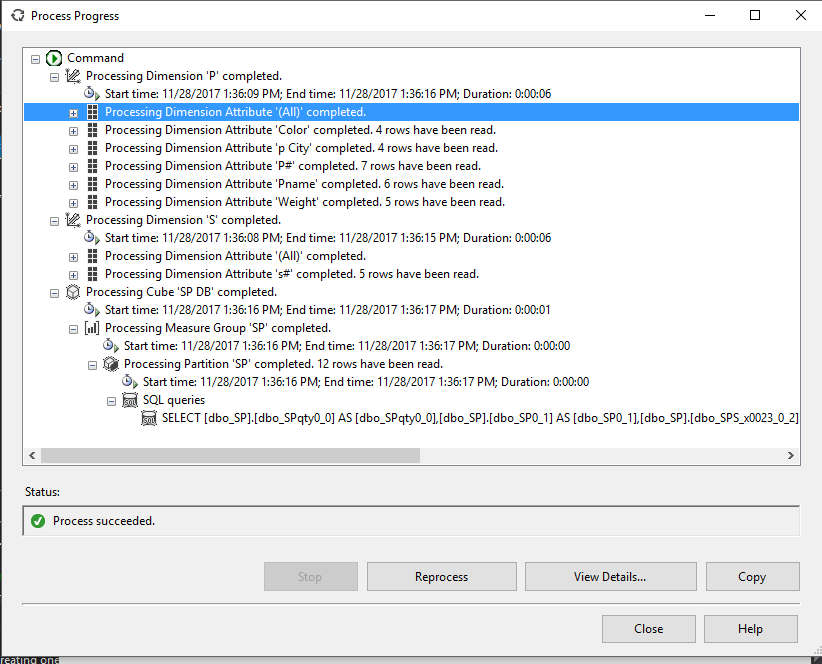 Process Progress
Command
Processing Dimension 'P' completed.
Start time: 11/28/2017 1:36:09 PM; End time: 11/28/2017 1:36:16 PM; Duration: 0:00:06
Processing Dimension Attribute '(All)' completed.
Processing Dimension Attribute 'Color' completed. 4 rows have been read.
Processing Dimension Attribute 'p City' completed. 4 rows have been read.
Processing Dimension Attribute 'P#' completed. 7 rows have been read.
Processing Dimension Attribute 'Pname' completed. 6 rows have been read.
Processing Dimension Attribute 'Weight' completed. 5 rows have been read.
Processing Dimension 'S' completed.
Start time: 11/28/2017 1:36:08 PM; End time: 11/28/2017 1:36:15 PM; Duration: 0:00:06
Processing Dimension Attribute '(All)' completed.
Processing Dimension Attribute 's#' completed. 5 rows have been read.
Processing Cube 'SP DB' completed.
Start time: 11/28/2017 1:36:16 PM; End time: 11/28/2017 1:36:17 PM; Duration: 0:00:01
Processing Measure Group 'SP' completed.
Start time: 11/28/2017 1:36:16 PM; End time: 11/28/2017 1:36:17 PM; Duration: 0:00:00
Processing Partition 'SP' completed. 12 rows have been read.
Start time: 11/28/2017 1:36:16 PM; End time: 11/28/2017 1:36:17 PM; Duration: 0:00:00
SQL queries
SELECT [dbo_SP].[dbo_SPqty0_0] AS [dbo_SPqty0_0],[dbo_SP].[dbo_SP0_1] AS [dbo_SP0_1],[dbo_SP].[dbo_SPS_x0023_0_2]
Status:
Process succeeded.
Stop
Reprocess
View Details...
Copy
Close
Help
reating one